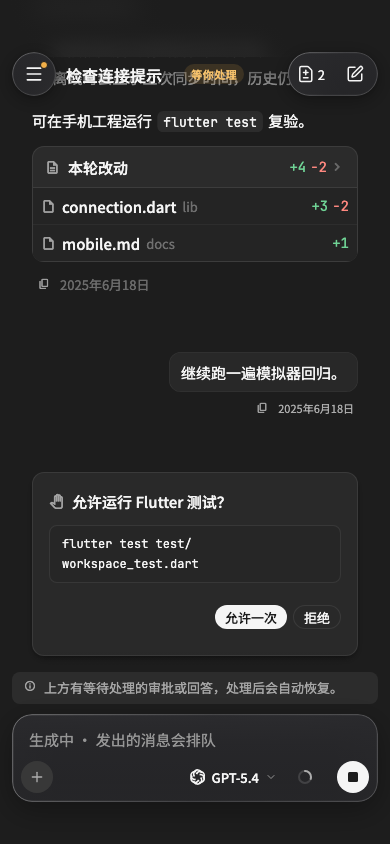 检查连接提示
等你处理
2
可在手机工程运行 flutter test 复验。
本轮改动 +4 -2
connection.dart lib +3 -2
mobile.md docs +1
2025年6月18日
继续跑一遍模拟器回归。
2025年6月18日
允许运行 Flutter 测试？
flutter test test/
workspace_test.dart
允许一次 拒绝
上方有等待处理的审批或回答，处理后会自动恢复。
生成中 • 发出的消息会排队
GPT-5.4